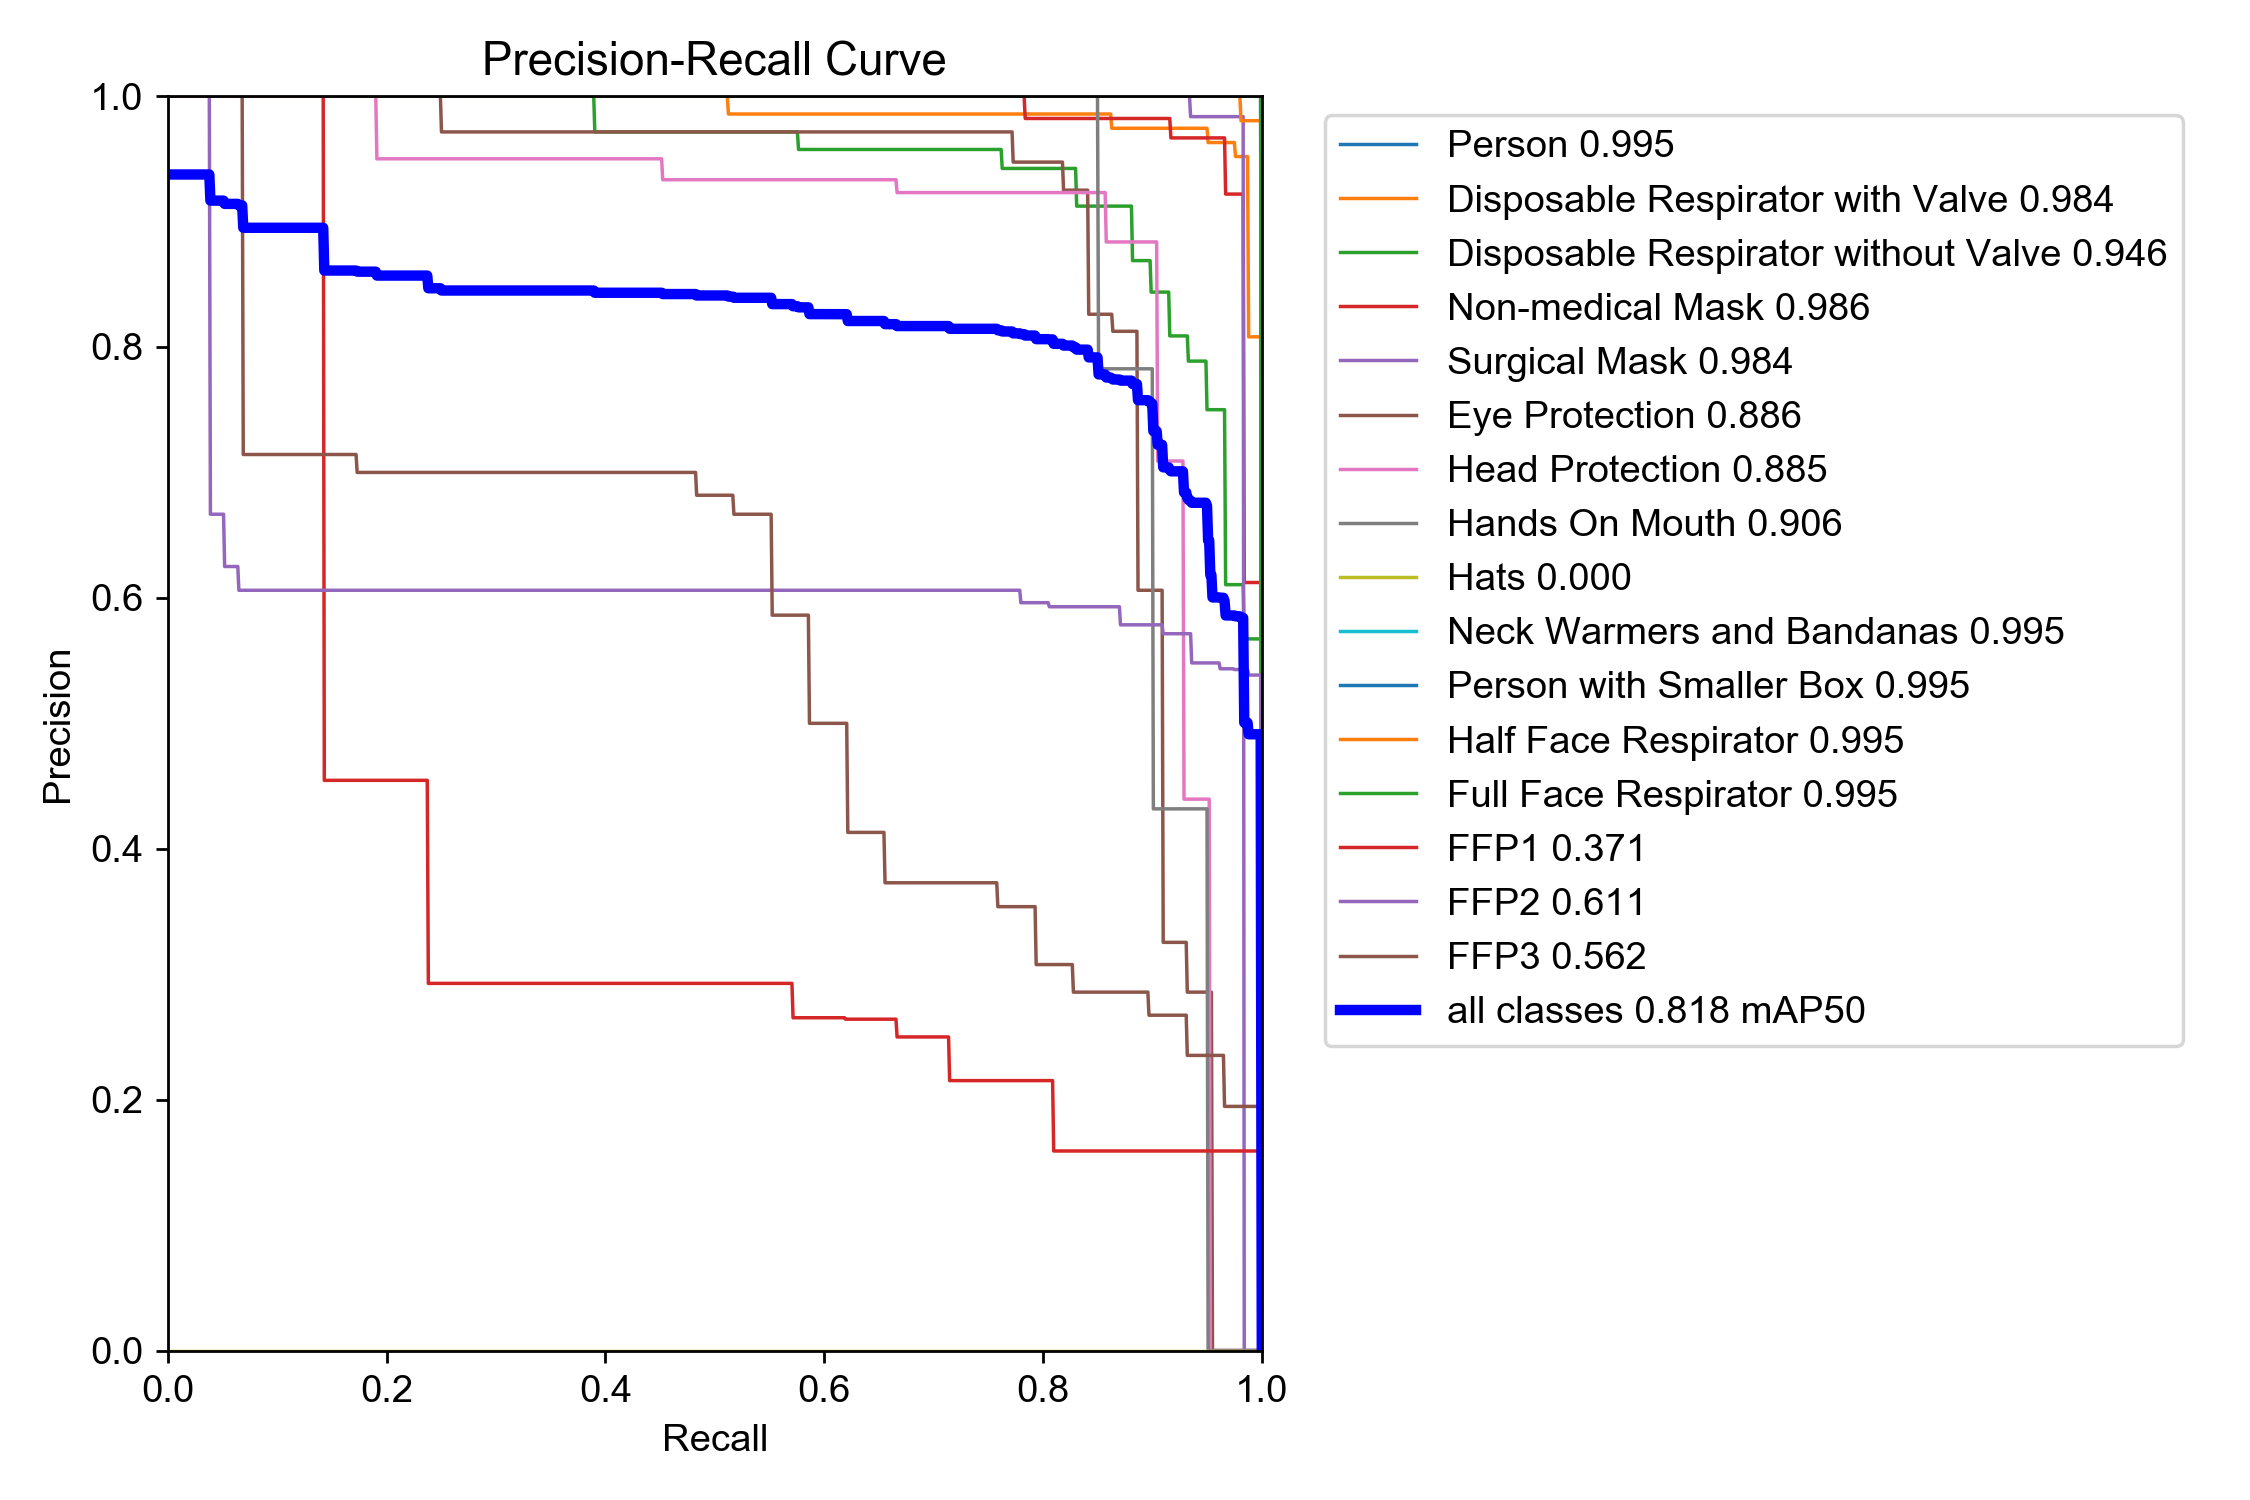 Precision-Recall Curve
1.0
0.8
0.6
0.4
0.2
0.0
Precision
0.0 0.2 0.4 0.6 0.8 1.0
Recall
Person 0.995
Disposable Respirator with Valve 0.984
Disposable Respirator without Valve 0.946
Non-medical Mask 0.986
Surgical Mask 0.984
Eye Protection 0.886
Head Protection 0.885
Hands On Mouth 0.906
Hats 0.000
Neck Warmers and Bandanas 0.995
Person with Smaller Box 0.995
Half Face Respirator 0.995
Full Face Respirator 0.995
FFP1 0.371
FFP2 0.611
FFP3 0.562
all classes 0.818 mAP50